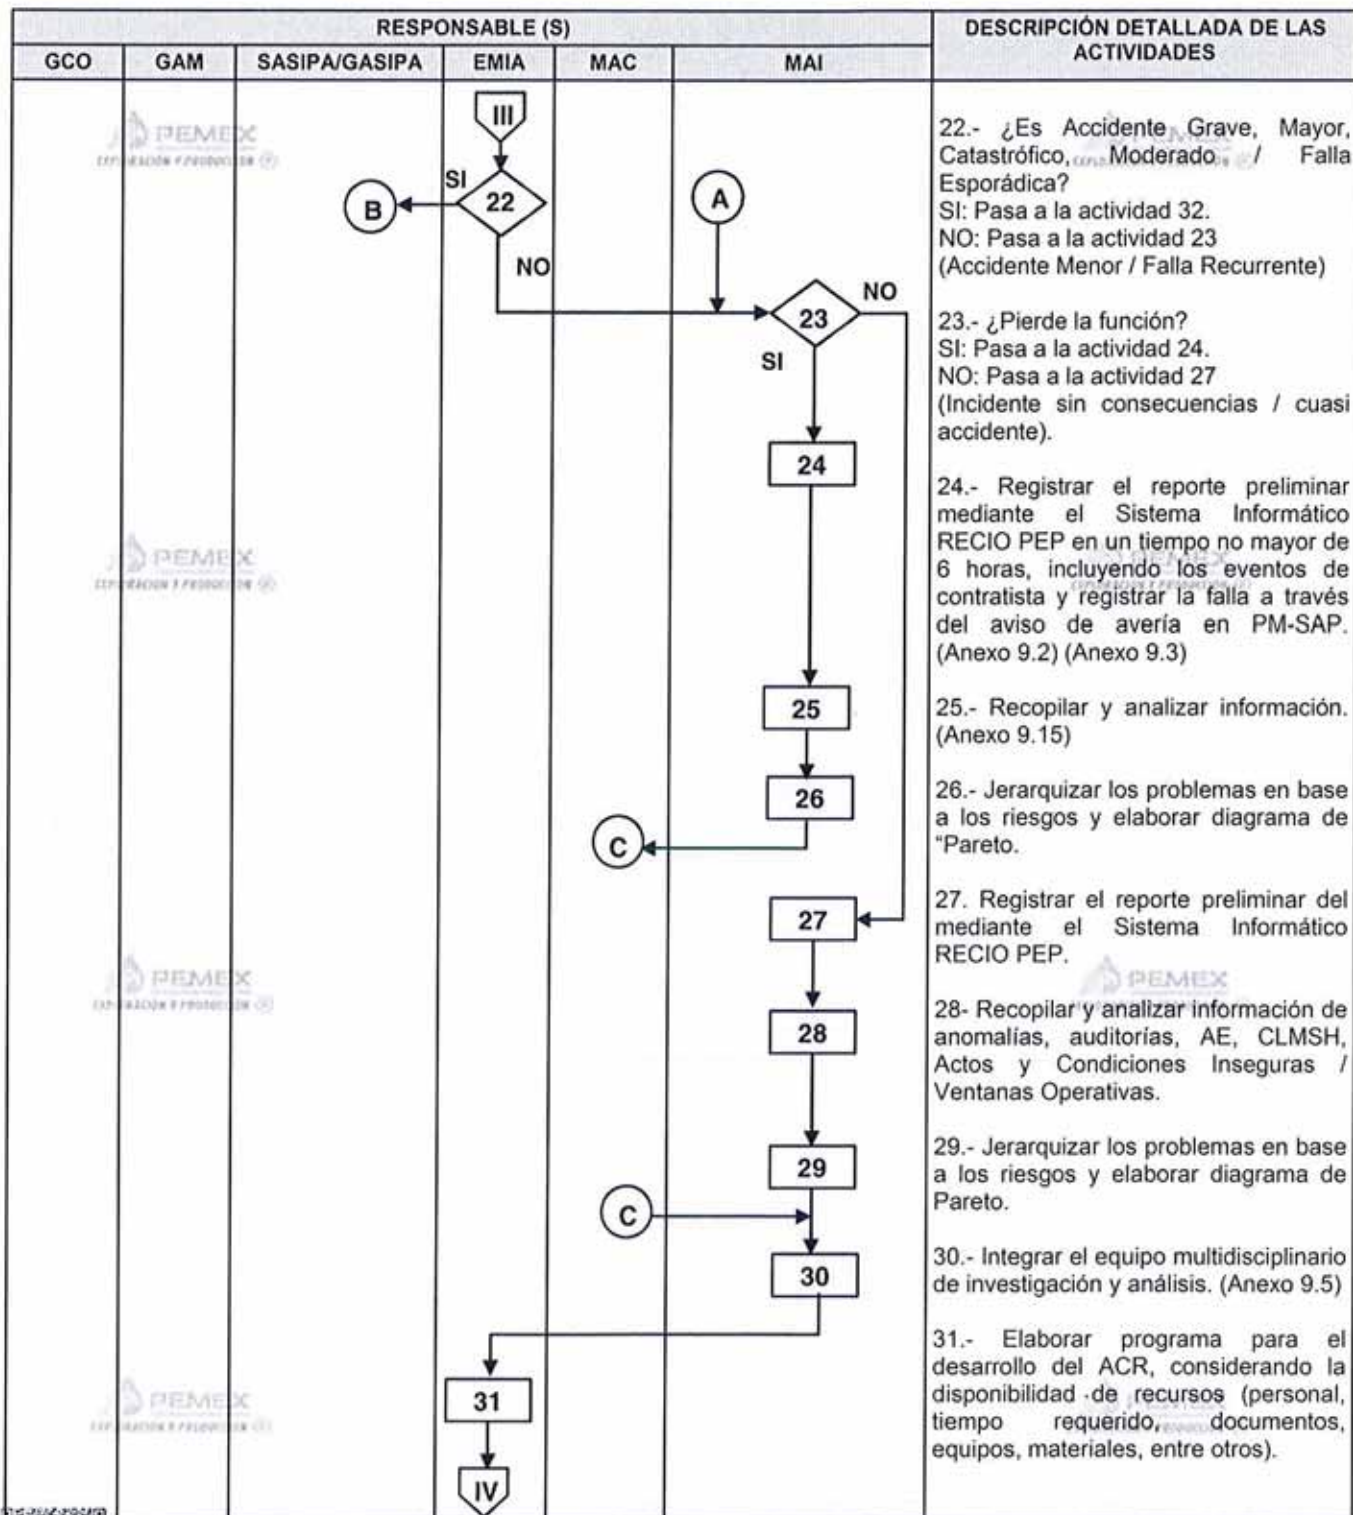 RESPONSABLE (S)
DESCRIPCIÓN DETALLADA DE LAS
ACTIVIDADES
GCO
GAM
SASIPA/GASIPA
EMIA
MAC
MAI
III
SI
22
B
NO
A
23
NO
SI
24
25
26
C
27
28
29
C
30
31
IV
22.- ¿Es Accidente Grave, Mayor,
Catastrófico, Moderado / Falla
Esporádica?
SI: Pasa a la actividad 32.
NO: Pasa a la actividad 23
(Accidente Menor / Falla Recurrente)
23.- ¿Pierde la función?
SI: Pasa a la actividad 24.
NO: Pasa a la actividad 27
(Incidente sin consecuencias / cuasi
accidente).
24.- Registrar el reporte preliminar
mediante el Sistema Informático
RECIO PEP en un tiempo no mayor de
6 horas, incluyendo los eventos de
contratista y registrar la falla a través
del aviso de avería en PM-SAP.
(Anexo 9.2) (Anexo 9.3)
25.- Recopilar y analizar información.
(Anexo 9.15)
26.- Jerarquizar los problemas en base
a los riesgos y elaborar diagrama de
“Pareto.
27. Registrar el reporte preliminar del
mediante el Sistema Informático
RECIO PEP.
28- Recopilar y analizar información de
anomalías, auditorías, AE, CLMSH,
Actos y Condiciones Inseguras /
Ventanas Operativas.
29.- Jerarquizar los problemas en base
a los riesgos y elaborar diagrama de
Pareto.
30.- Integrar el equipo multidisciplinario
de investigación y análisis. (Anexo 9.5)
31.- Elaborar programa para el
desarrollo del ACR, considerando la
disponibilidad de recursos (personal,
tiempo requerido, documentos,
equipos, materiales, entre otros).
PEMEX
EXPLORACIÓN Y PRODUCCIÓN
PEMEX
EXPLORACIÓN Y PRODUCCIÓN
PEMEX
EXPLORACIÓN Y PRODUCCIÓN
PEMEX
EXPLORACIÓN Y PRODUCCIÓN
PEMEX
PEMEX